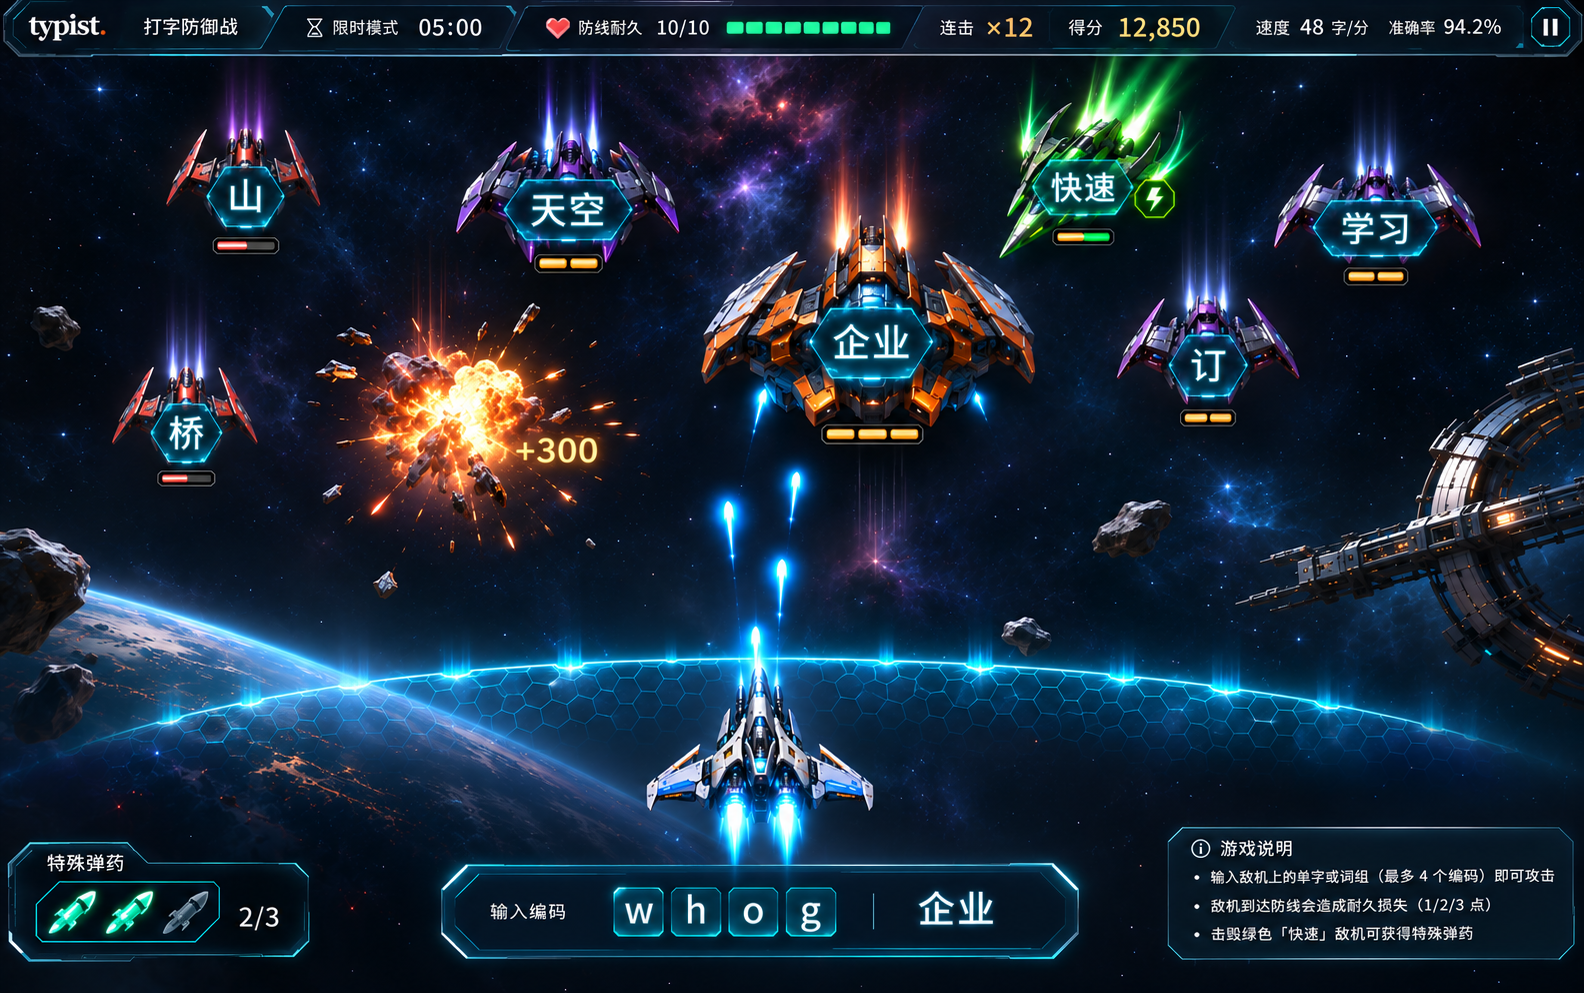 typist. 打字防御战 限时模式 05:00 防线耐久 10/10 连击 ×12 得分 12,850 速度 48 字/分 准确率 94.2%
山
天空
快速
学习
企业
订
桥
+300
特殊弹药
2/3
输入编码 w h o g 企业
游戏说明
• 输入敌机上的单字或词组（最多 4 个编码）即可攻击
• 敌机到达防线会造成耐久损失（1/2/3 点）
• 击毁绿色「快速」敌机可获得特殊弹药